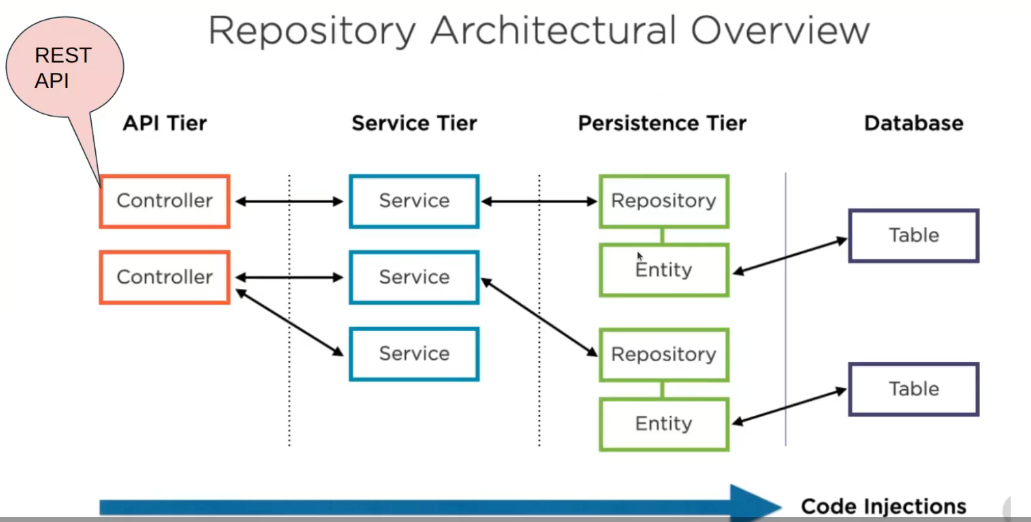 Repository Architectural Overview
REST
API
API Tier
Service Tier
Persistence Tier
Database
Controller
Service
Repository
Table
Controller
Service
Entity
Service
Repository
Table
Entity
Code Injections